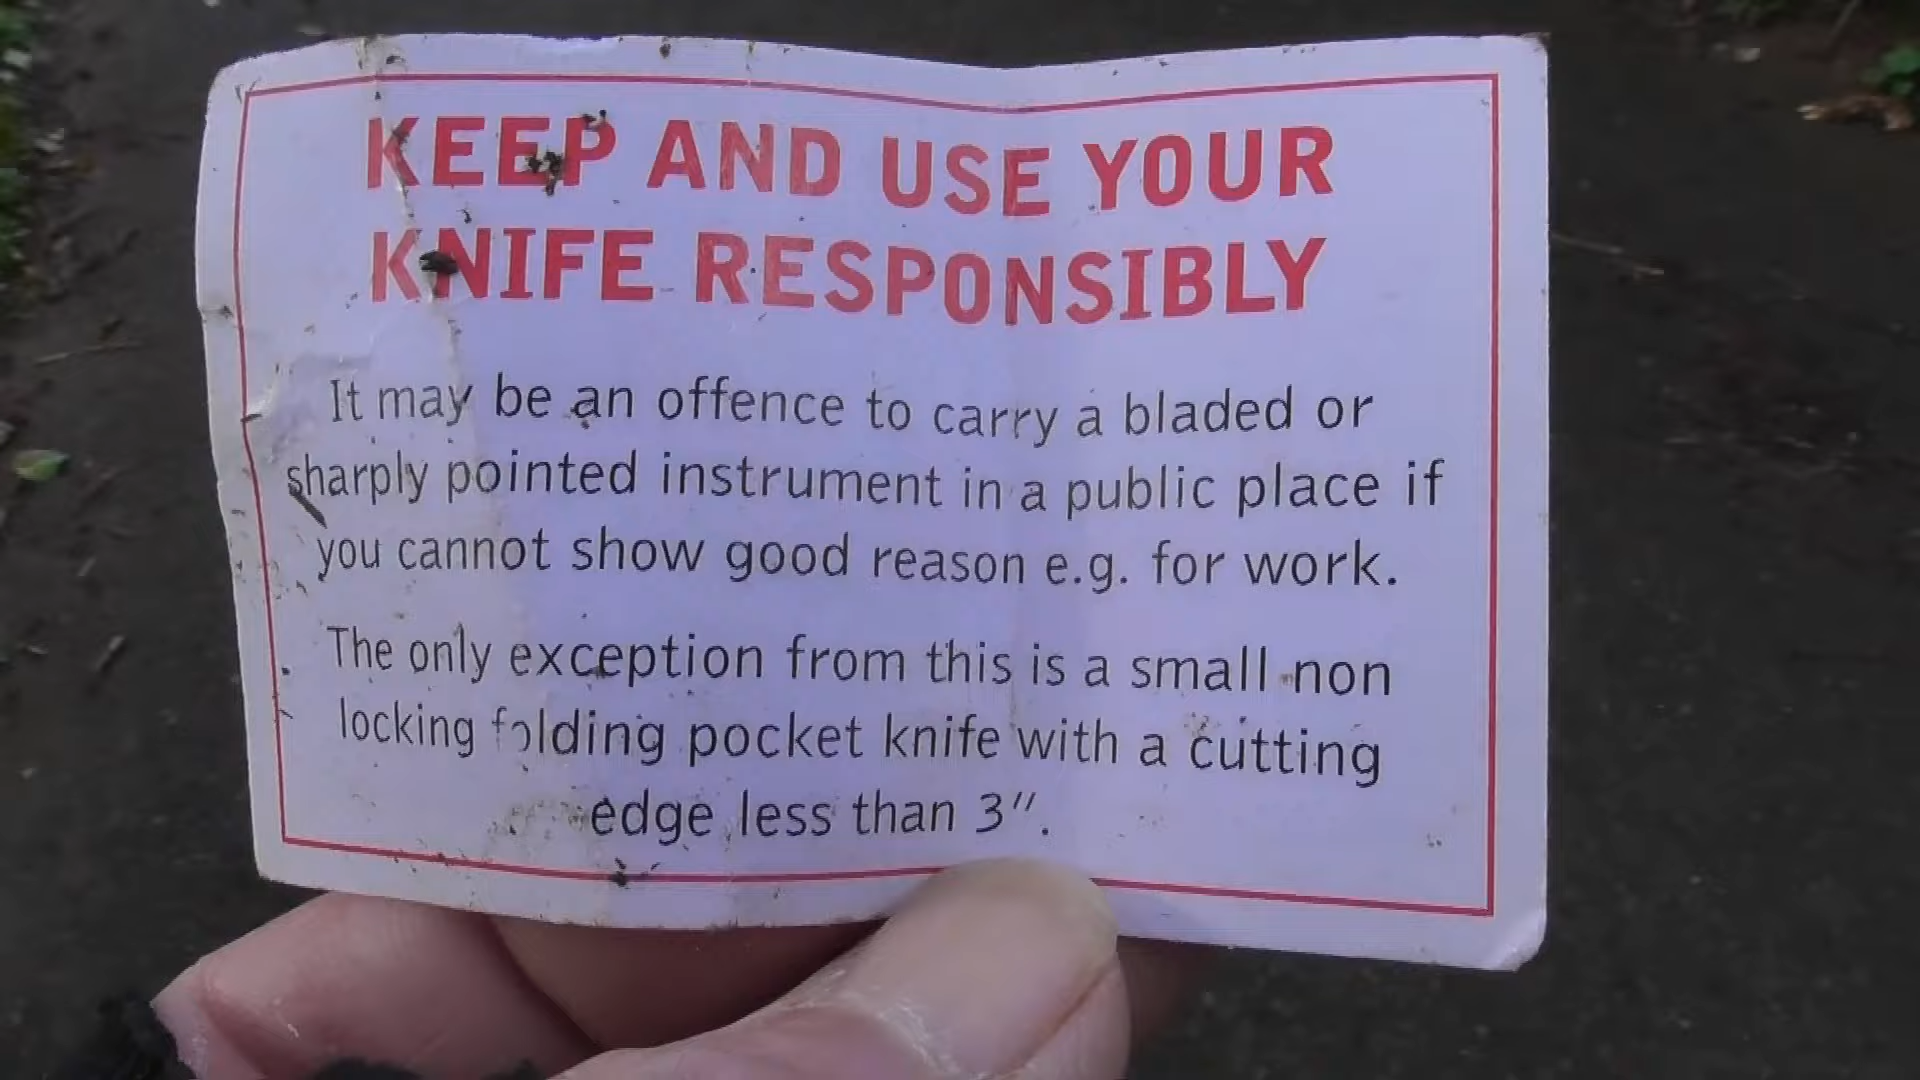 KEEP AND USE YOUR
KNIFE RESPONSIBLY
It may be an offence to carry a bladed or
sharply pointed instrument in a public place if
you cannot show good reason e.g. for work.
The only exception from this is a small non
locking folding pocket knife with a cutting
edge less than 3".